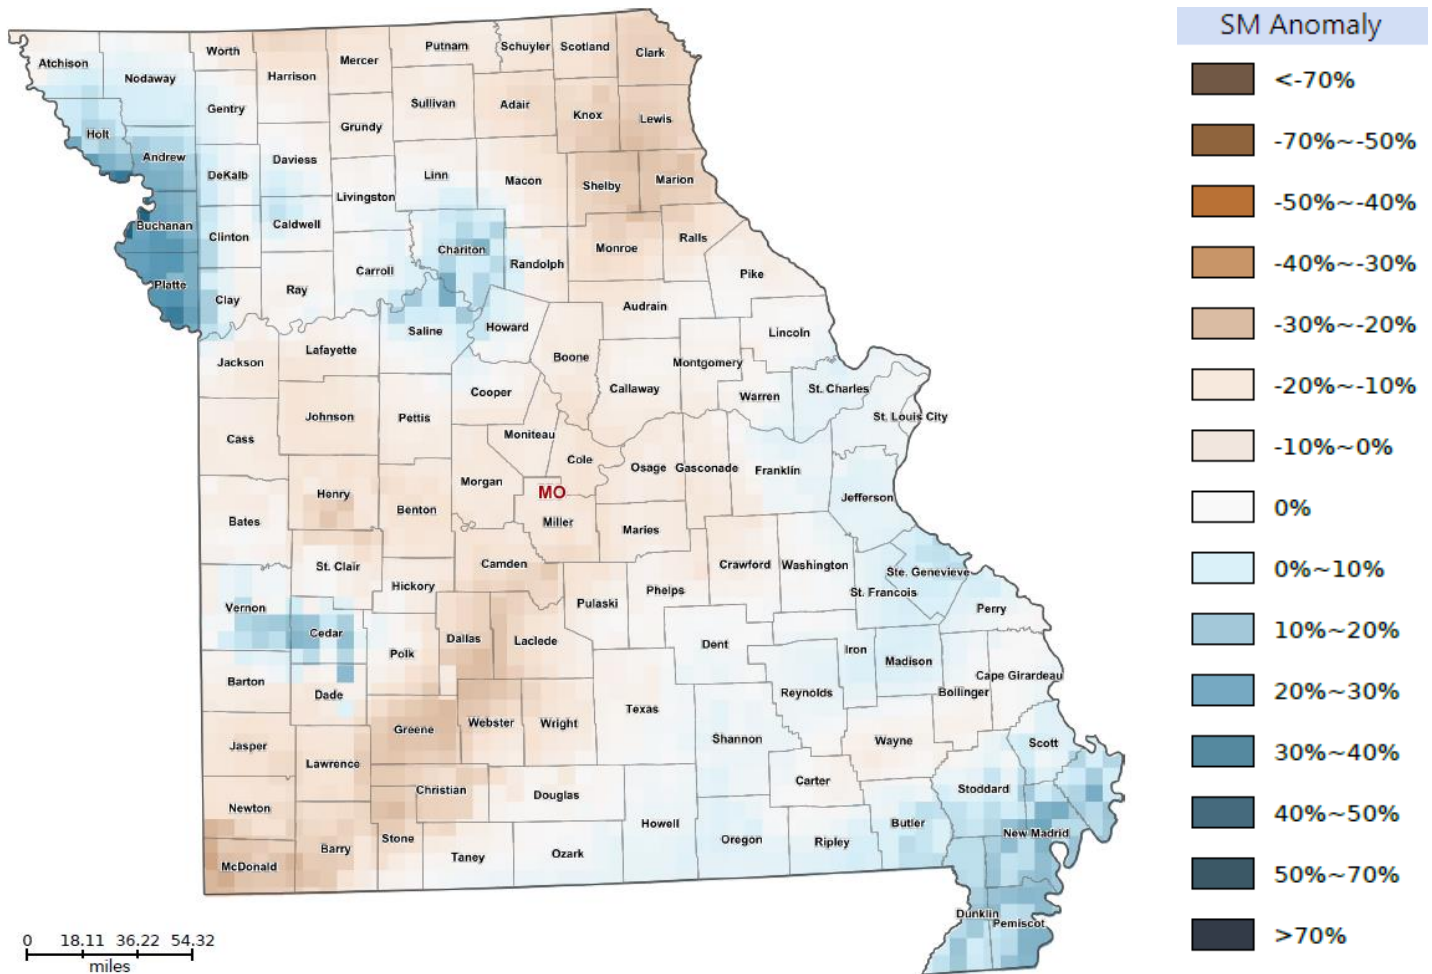 SM Anomaly
<-70%
-70%~-50%
-50%~-40%
-40%~-30%
-30%~-20%
-20%~-10%
-10%~0%
0%
0%~10%
10%~20%
20%~30%
30%~40%
40%~50%
50%~70%
>70%
Atchison
Nodaway
Worth
Harrison
Mercer
Putnam
Schuyler
Scotland
Clark
Holt
Gentry
Grundy
Sullivan
Adair
Knox
Lewis
Andrew
DeKalb
Daviess
Livingston
Linn
Macon
Shelby
Marion
Buchanan
Clinton
Caldwell
Chariton
Randolph
Monroe
Ralls
Platte
Clay
Ray
Carroll
Pike
Saline
Howard
Audrain
Lincoln
Jackson
Lafayette
Boone
Montgomery
Cooper
Callaway
Warren
St. Charles
St. Louis City
Johnson
Pettis
Cass
Moniteau
Cole
Osage
Gasconade
Franklin
Henry
Morgan
MO
Jefferson
Bates
Benton
Miller
Maries
St. Clair
Camden
Crawford
Washington
Ste. Genevieve
Hickory
Phelps
St. Francois
Vernon
Pulaski
Perry
Cedar
Dallas
Laclede
Polk
Dent
Iron
Madison
Barton
Cape Girardeau
Dade
Reynolds
Bollinger
Greene
Webster
Wright
Texas
Jasper
Shannon
Wayne
Scott
Lawrence
Christian
Douglas
Carter
Stoddard
Newton
Howell
Butler
New Madrid
Stone
Oregon
Ripley
McDonald
Barry
Taney
Ozark
Dunklin
Pemiscot
0 18.11 36.22 54.32
miles